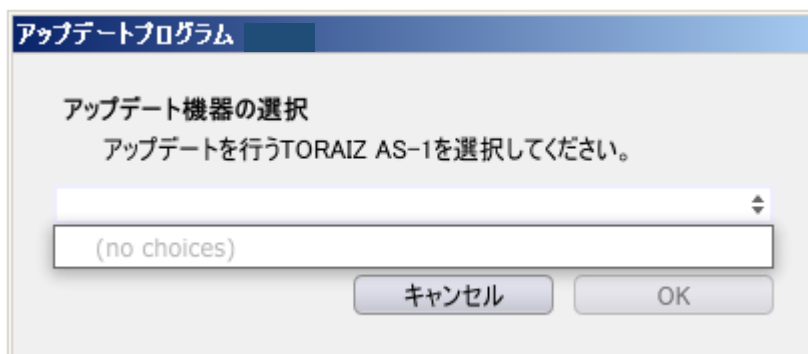 アップデートプログラム
アップデート機器の選択
アップデートを行うTORAIZ AS-1を選択してください。
(no choices)
キャンセル
OK